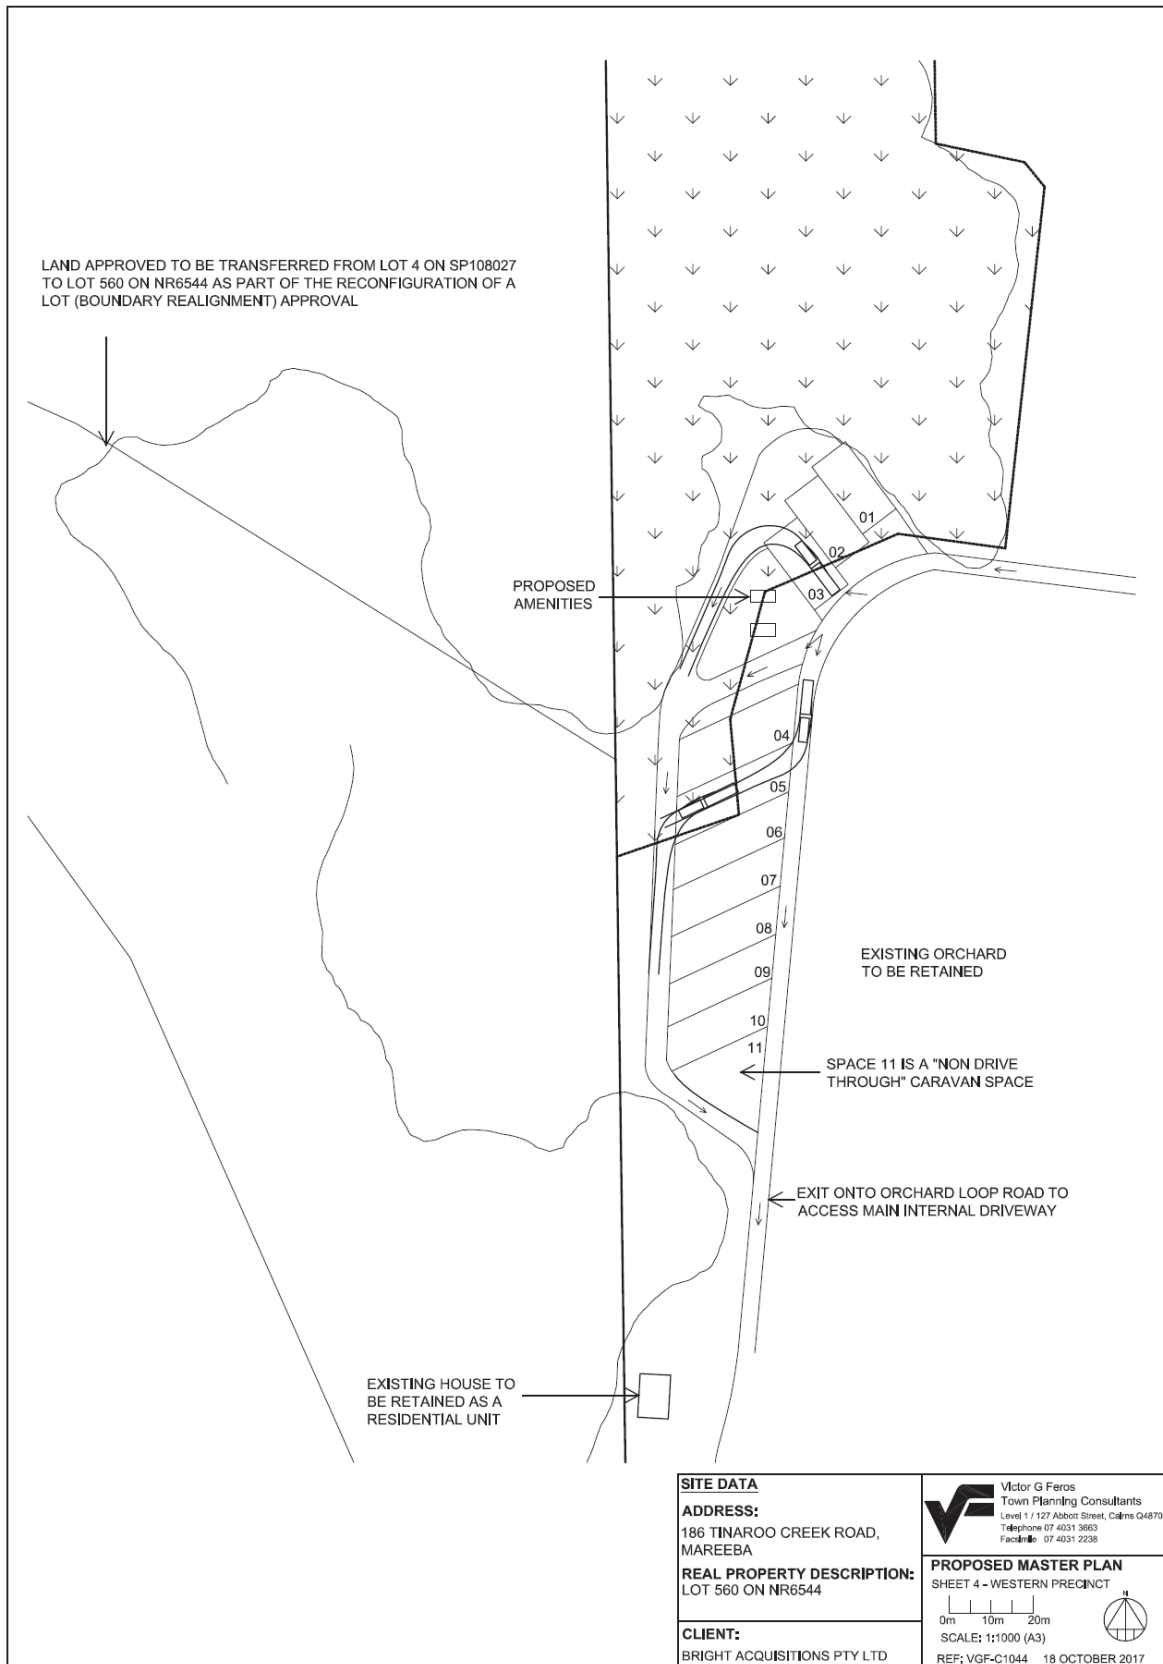 LAND APPROVED TO BE TRANSFERRED FROM LOT 4 ON SP108027
TO LOT 560 ON NR6544 AS PART OF THE RECONFIGURATION OF A
LOT (BOUNDARY REALIGNMENT) APPROVAL
01
02
03
PROPOSED
AMENITIES
04
05
06
07
08
09
10
11
EXISTING ORCHARD
TO BE RETAINED
SPACE 11 IS A "NON DRIVE
THROUGH" CARAVAN SPACE
EXIT ONTO ORCHARD LOOP ROAD TO
ACCESS MAIN INTERNAL DRIVEWAY
EXISTING HOUSE TO
BE RETAINED AS A
RESIDENTIAL UNIT
SITE DATA
ADDRESS:
186 TINAROO CREEK ROAD,
MAREEBA
REAL PROPERTY DESCRIPTION:
LOT 560 ON NR6544
CLIENT:
BRIGHT ACQUISITIONS PTY LTD
VF
Victor G Feros
Town Planning Consultants
Level 1 / 127 Abbott Street, Cairns Q4870
Telephone 07 4031 3663
Facsimile 07 4031 2238
PROPOSED MASTER PLAN
SHEET 4 - WESTERN PRECINCT
N
0m 10m 20m
SCALE: 1:1000 (A3)
REF: VGF-C1044 18 OCTOBER 2017